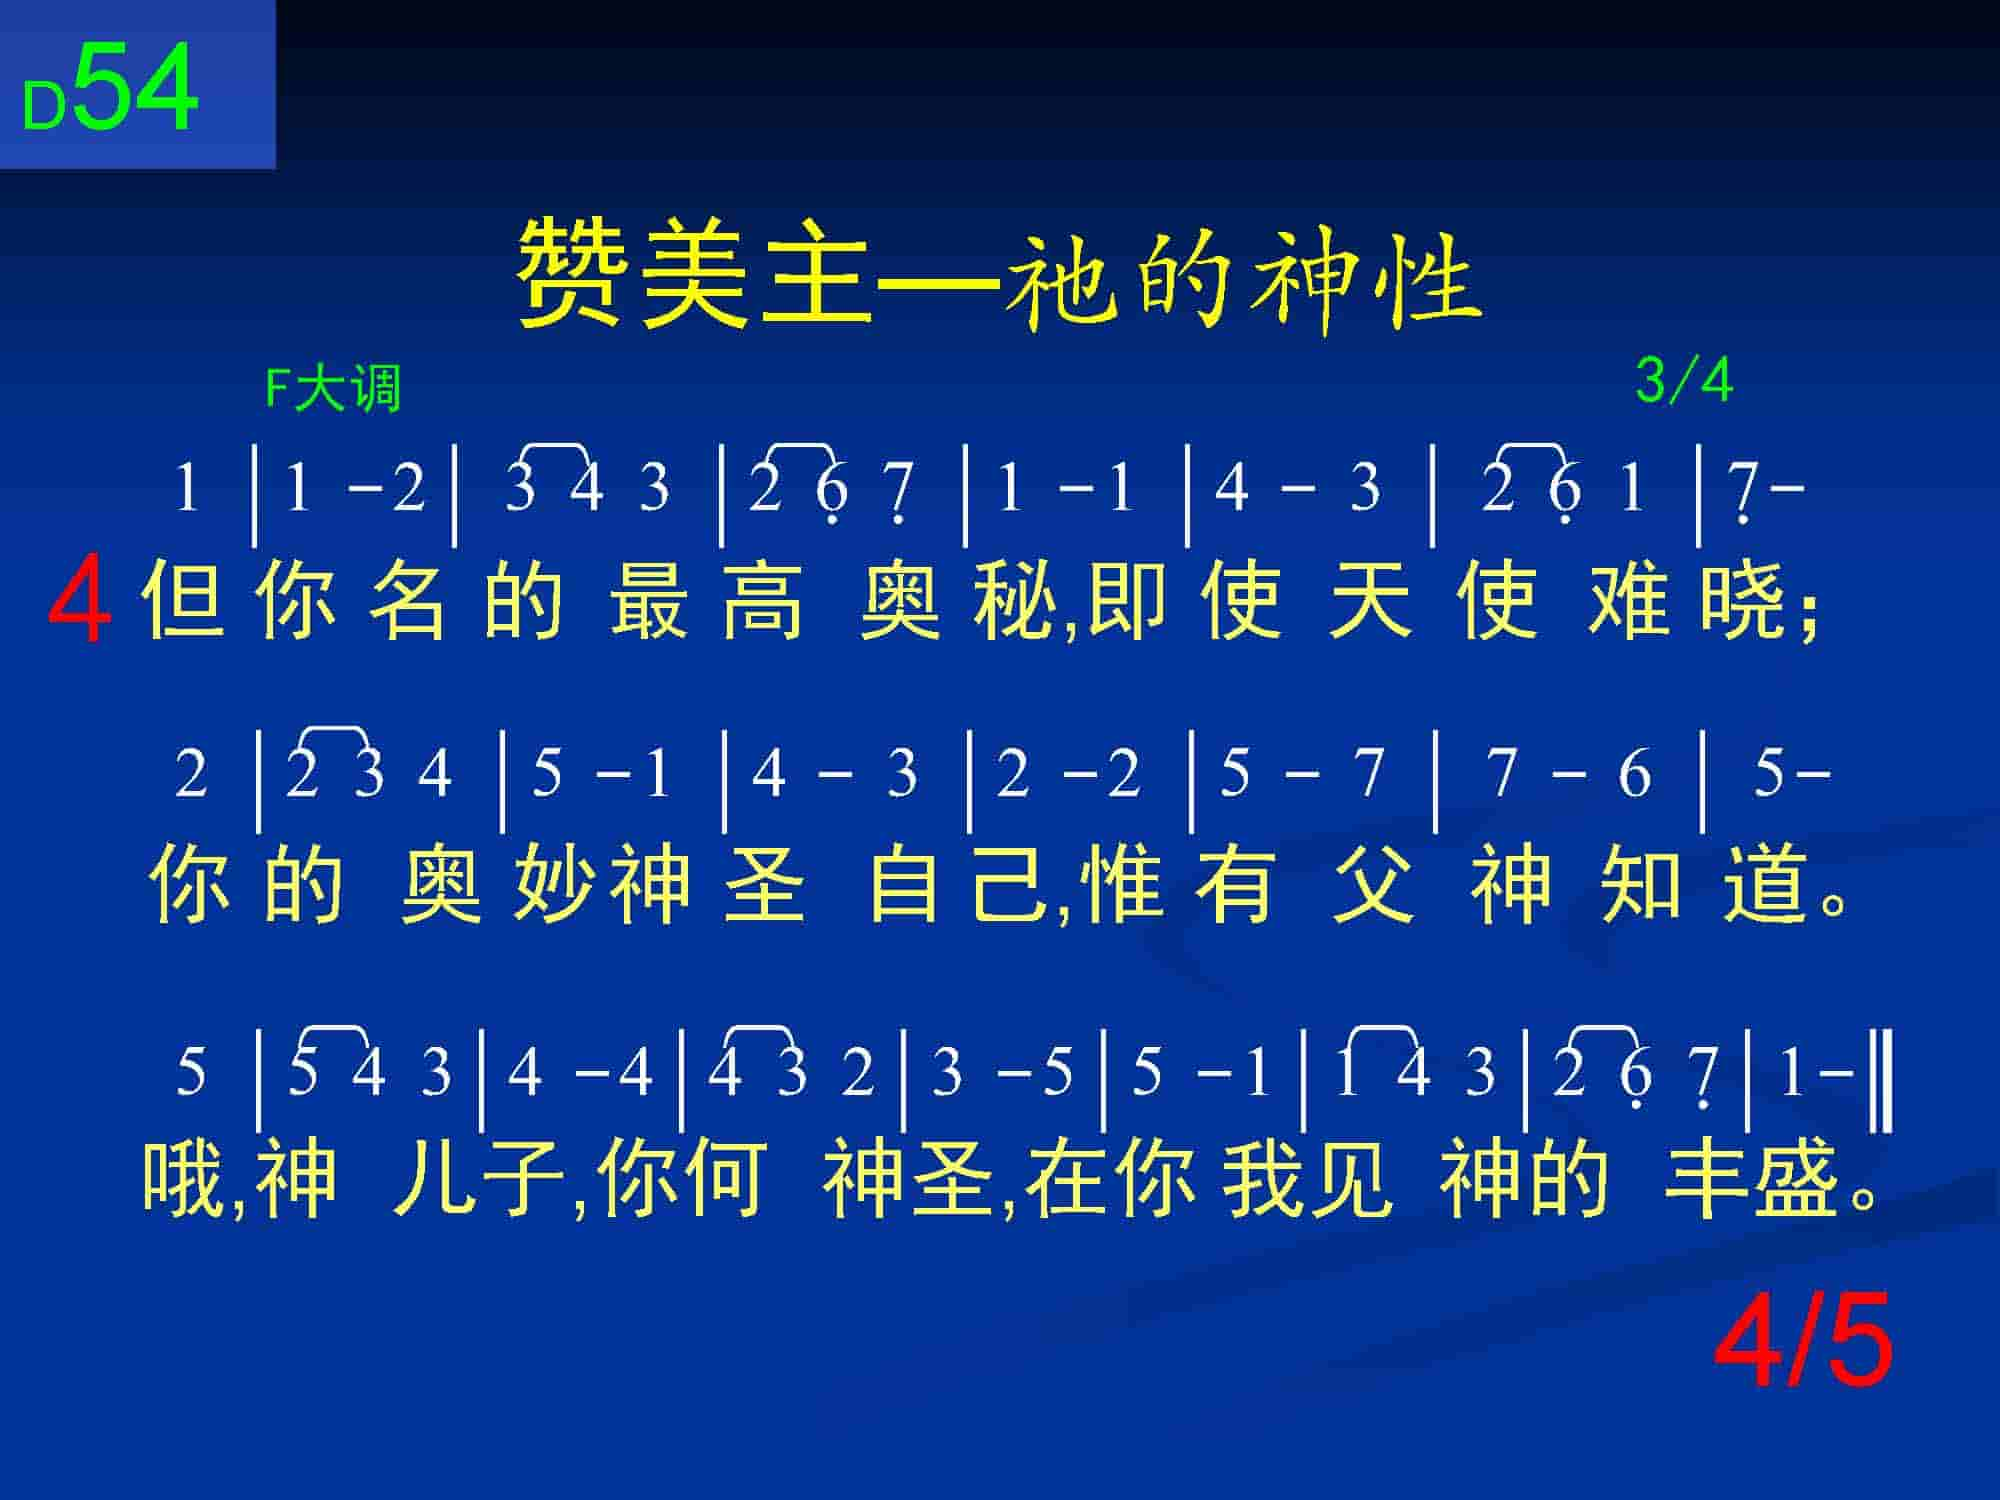 D54
赞美主—祂的神性
F大调 3/4
1 | 1 -2 | 3 4 3 | 2 6̣ 7̣ | 1 -1 | 4 - 3 | 2 6̣ 1 | 7̣-
4 但你名的最高奥秘,即使天使难晓;
2 | 2 3 4 | 5 -1 | 4 - 3 | 2 -2 | 5 - 7 | 7 - 6 | 5-
你的奥妙神圣自己,惟有父神知道。
5 | 5 4 3 | 4 -4 | 4 3 2 | 3 -5 | 5 -1 | 1 4 3 | 2 6̣ 7̣ | 1-‖
哦,神儿子,你何神圣,在你我见神的丰盛。
4/5